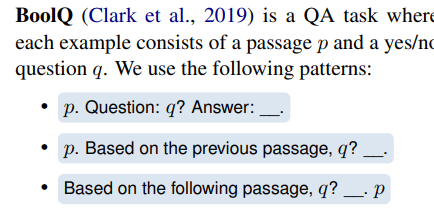 BoolQ (Clark et al., 2019) is a QA task where
each example consists of a passage p and a yes/no
question q. We use the following patterns:
• p. Question: q? Answer: __.
• p. Based on the previous passage, q? __.
• Based on the following passage, q? __. p